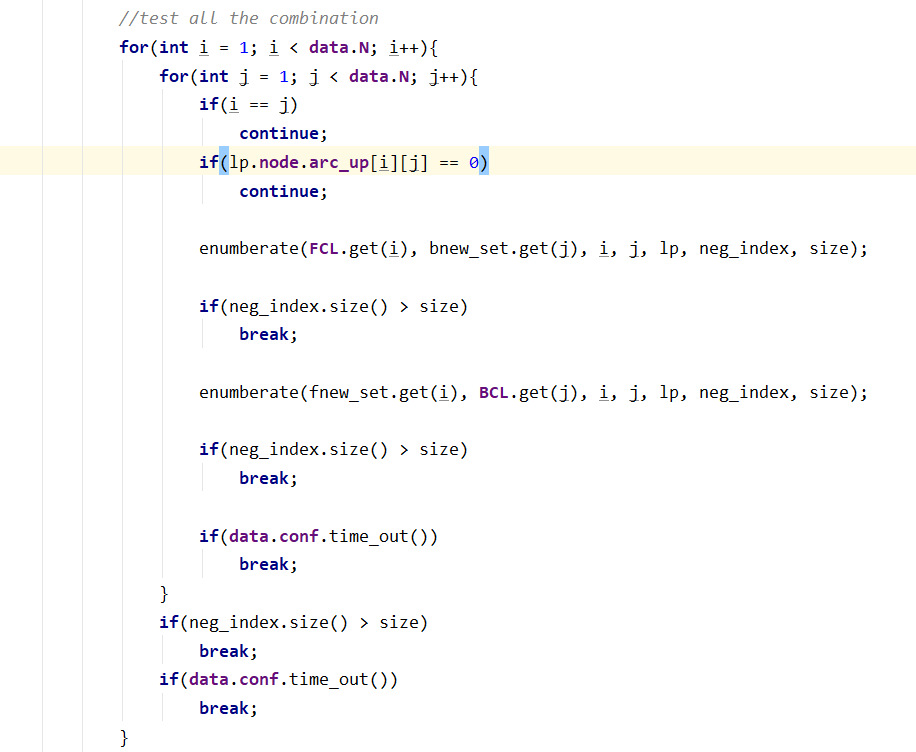 //test all the combination
for(int i = 1; i < data.N; i++){
for(int j = 1; j < data.N; j++){
if(i == j)
continue;
if(lp.node.arc_up[i][j] == 0)
continue;
enumberate(FCL.get(i), bnew_set.get(j), i, j, lp, neg_index, size);
if(neg_index.size() > size)
break;
enumberate(fnew_set.get(i), BCL.get(j), i, j, lp, neg_index, size);
if(neg_index.size() > size)
break;
if(data.conf.time_out())
break;
}
if(neg_index.size() > size)
break;
if(data.conf.time_out())
break;
}